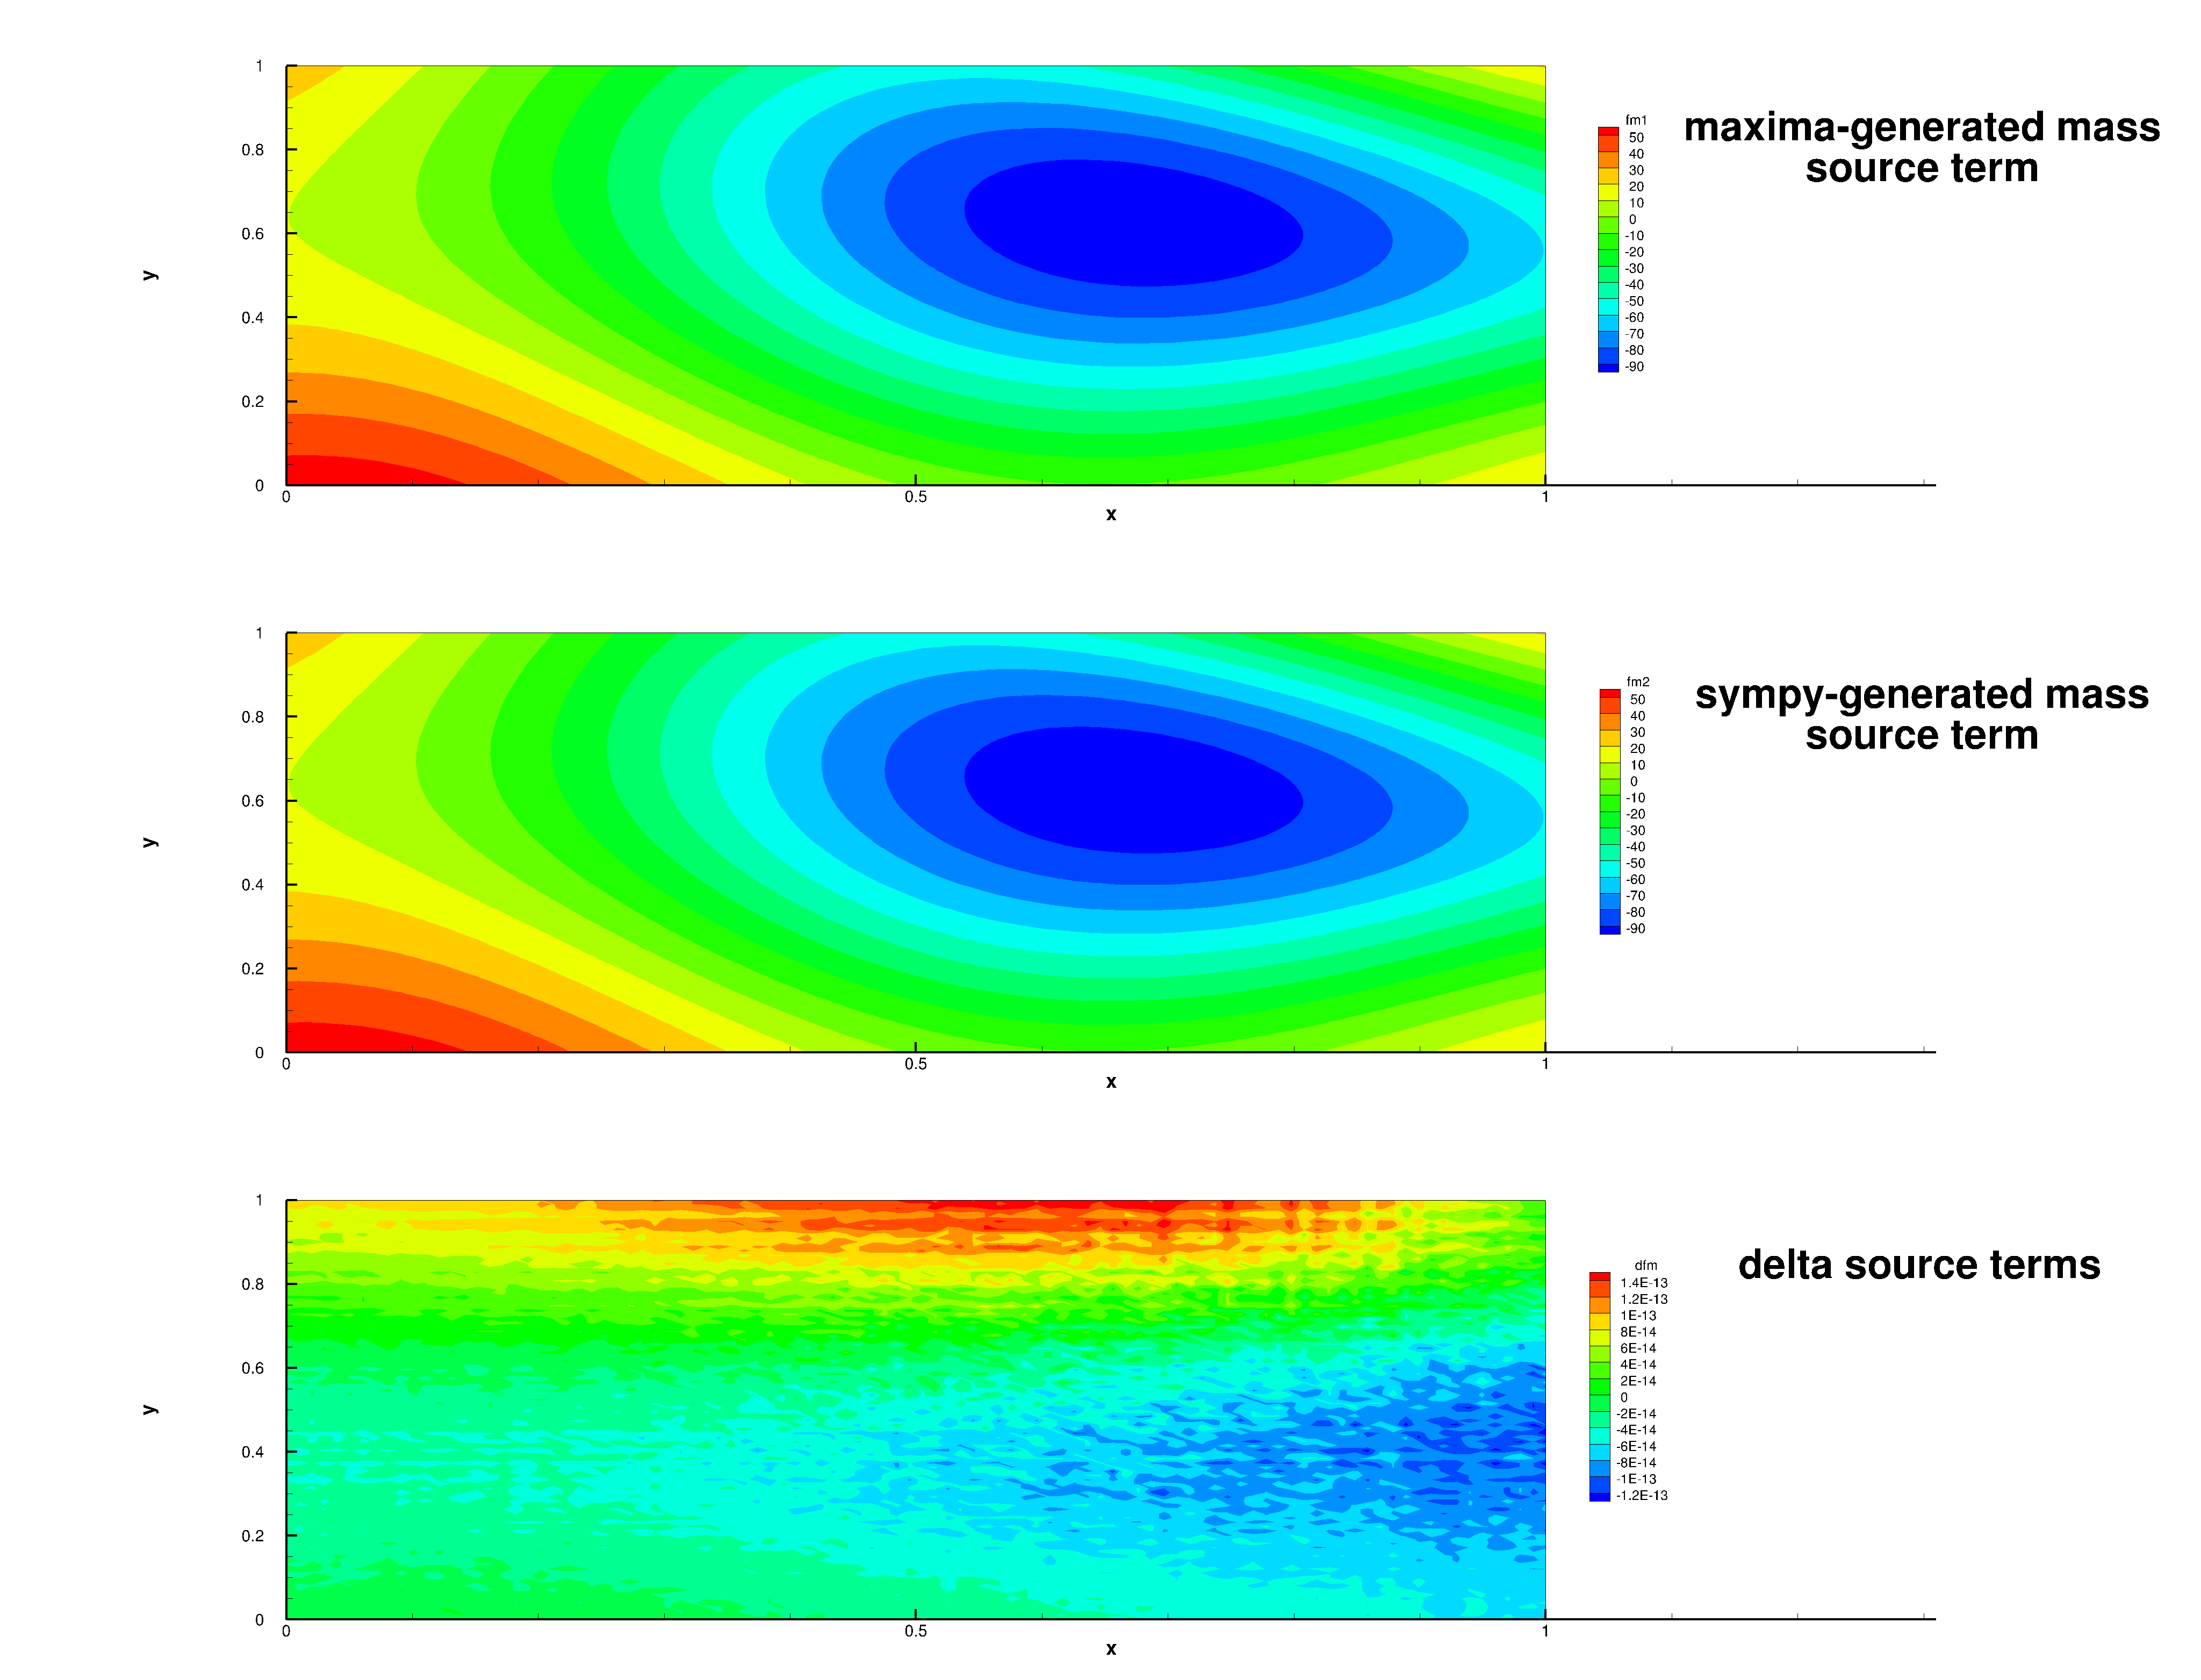 1
0.8
0.6
0.4
0.2
0
y
0
0.5
1
x
fm1
50
40
30
20
10
0
-10
-20
-30
-40
-50
-60
-70
-80
-90
maxima-generated mass
source term
1
0.8
0.6
0.4
0.2
0
y
0
0.5
1
x
fm2
50
40
30
20
10
0
-10
-20
-30
-40
-50
-60
-70
-80
-90
sympy-generated mass
source term
1
0.8
0.6
0.4
0.2
0
y
0
0.5
1
x
dfm
1.4E-13
1.2E-13
1E-13
8E-14
6E-14
4E-14
2E-14
0
-2E-14
-4E-14
-6E-14
-8E-14
-1E-13
-1.2E-13
delta source terms